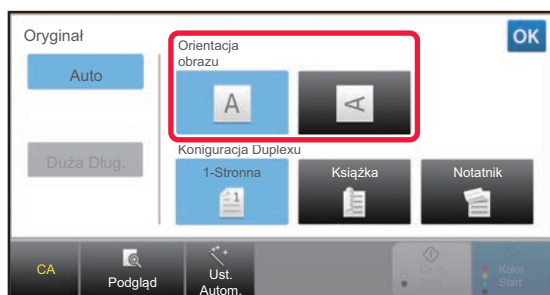 Oryginał
OK
Orientacja
obrazu
Auto
A
A
Koniguracja Duplexu
Duża Dług.
1-Stronna
Książka
Notatnik
1
CA
Podgląd
Ust.
Autom.
Kolor
Start